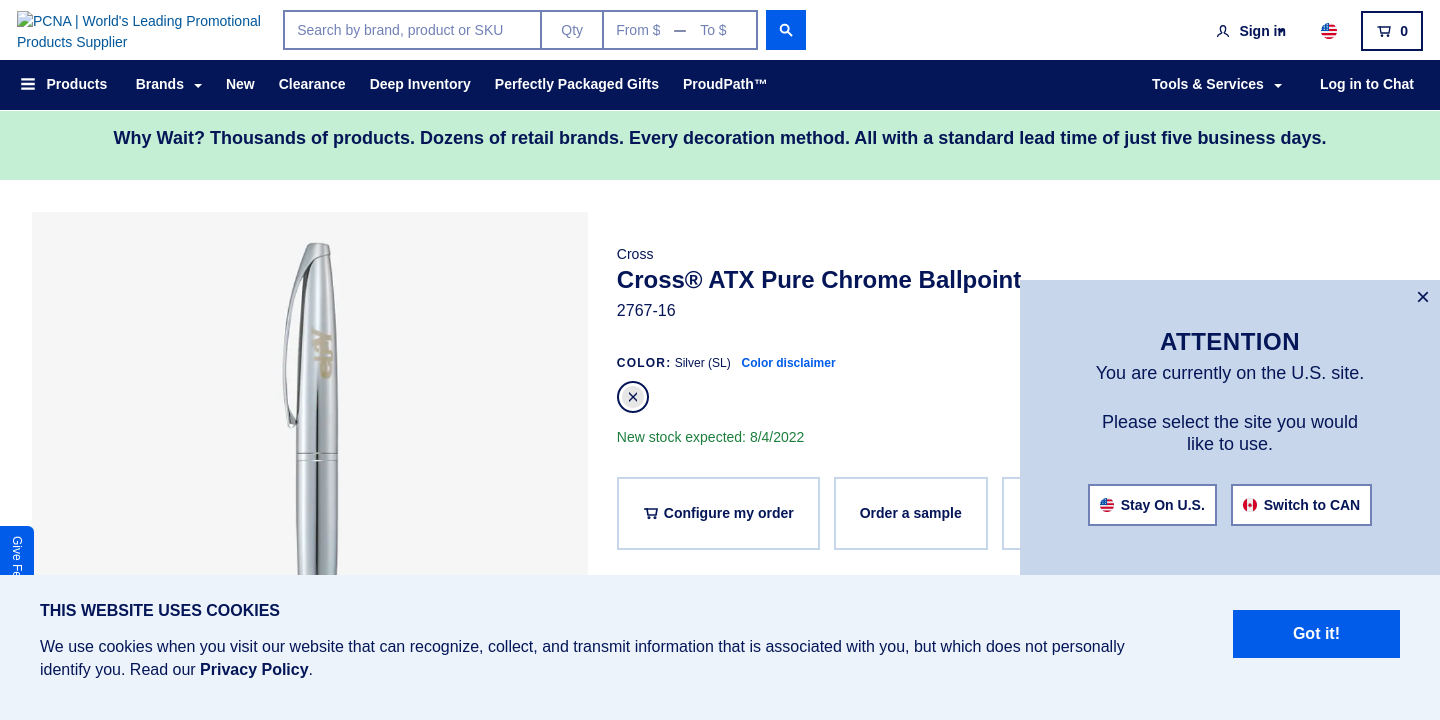 PCNA | World's Leading Promotional
Products Supplier
Search by brand, product or SKU
Qty
From $ — To $
Sign in
0
Products
Brands
New
Clearance
Deep Inventory
Perfectly Packaged Gifts
ProudPath™
Tools & Services
Log in to Chat
Why Wait? Thousands of products. Dozens of retail brands. Every decoration method. All with a standard lead time of just five business days.
Cross
Cross® ATX Pure Chrome Ballpoint
2767-16
COLOR: Silver (SL) Color disclaimer
New stock expected: 8/4/2022
Configure my order
Order a sample
ATTENTION
You are currently on the U.S. site.
Please select the site you would
like to use.
Stay On U.S.
Switch to CAN
Give
THIS WEBSITE USES COOKIES
We use cookies when you visit our website that can recognize, collect, and transmit information that is associated with you, but which does not personally
identify you. Read our Privacy Policy.
Got it!